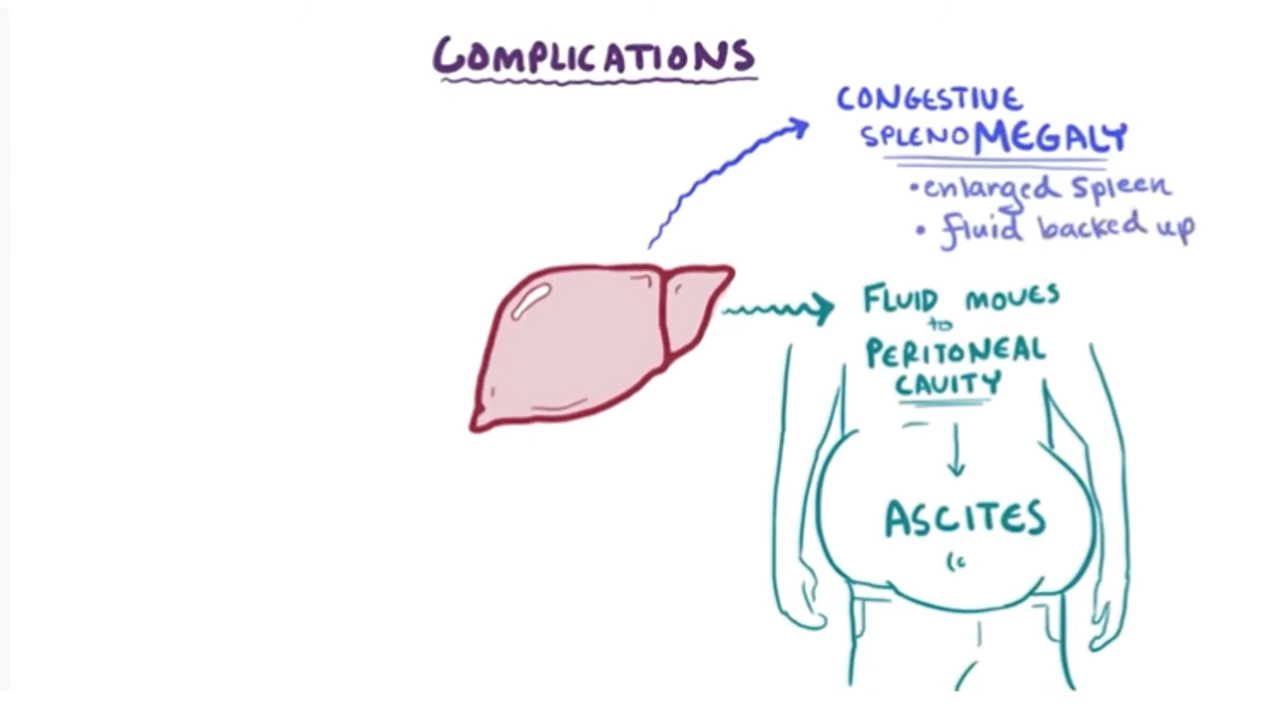 COMPLICATIONS
CONGESTIVE
SPLENOMEGALY
• enlarged spleen
• fluid backed up
FLUID MOVES
to
PERITONEAL
CAVITY
ASCITES